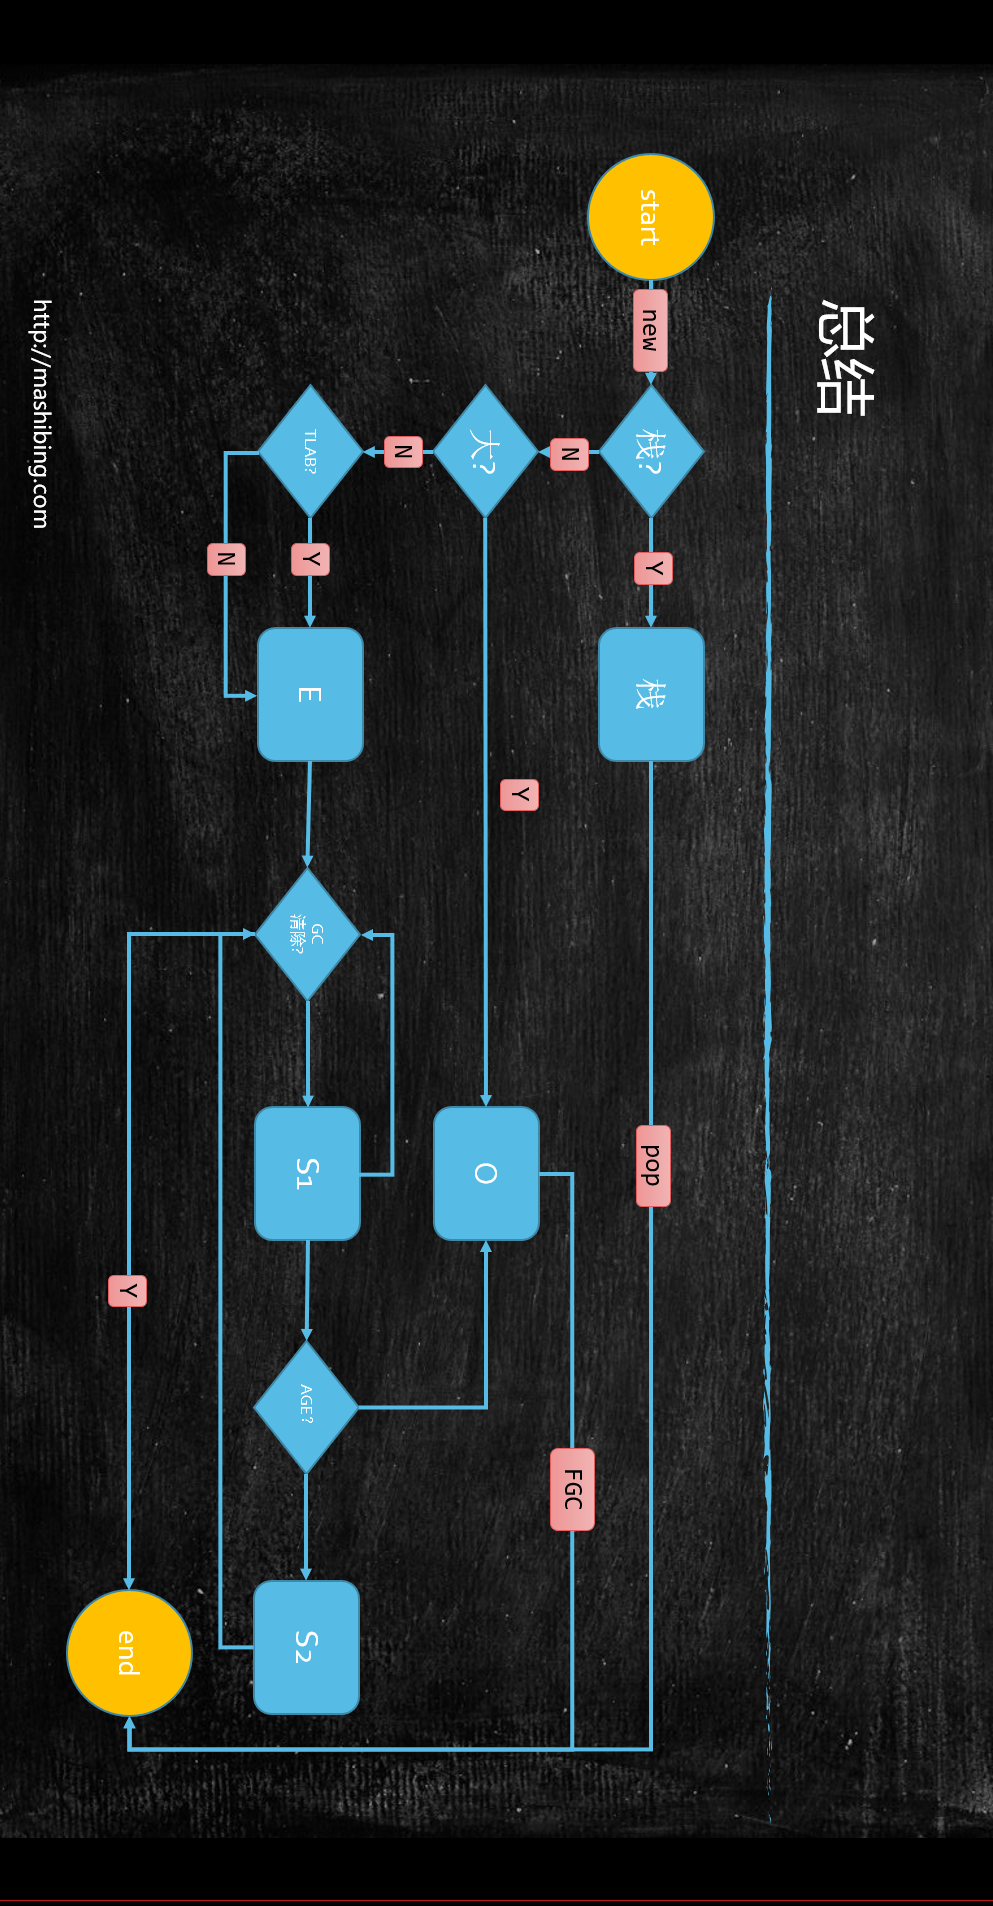 总结
start
new
栈?
Y
栈
pop
N
大?
Y
O
FGC
N
TLAB?
Y
E
GC
清除?
S1
AGE?
S2
N
Y
end
http://mashibing.com